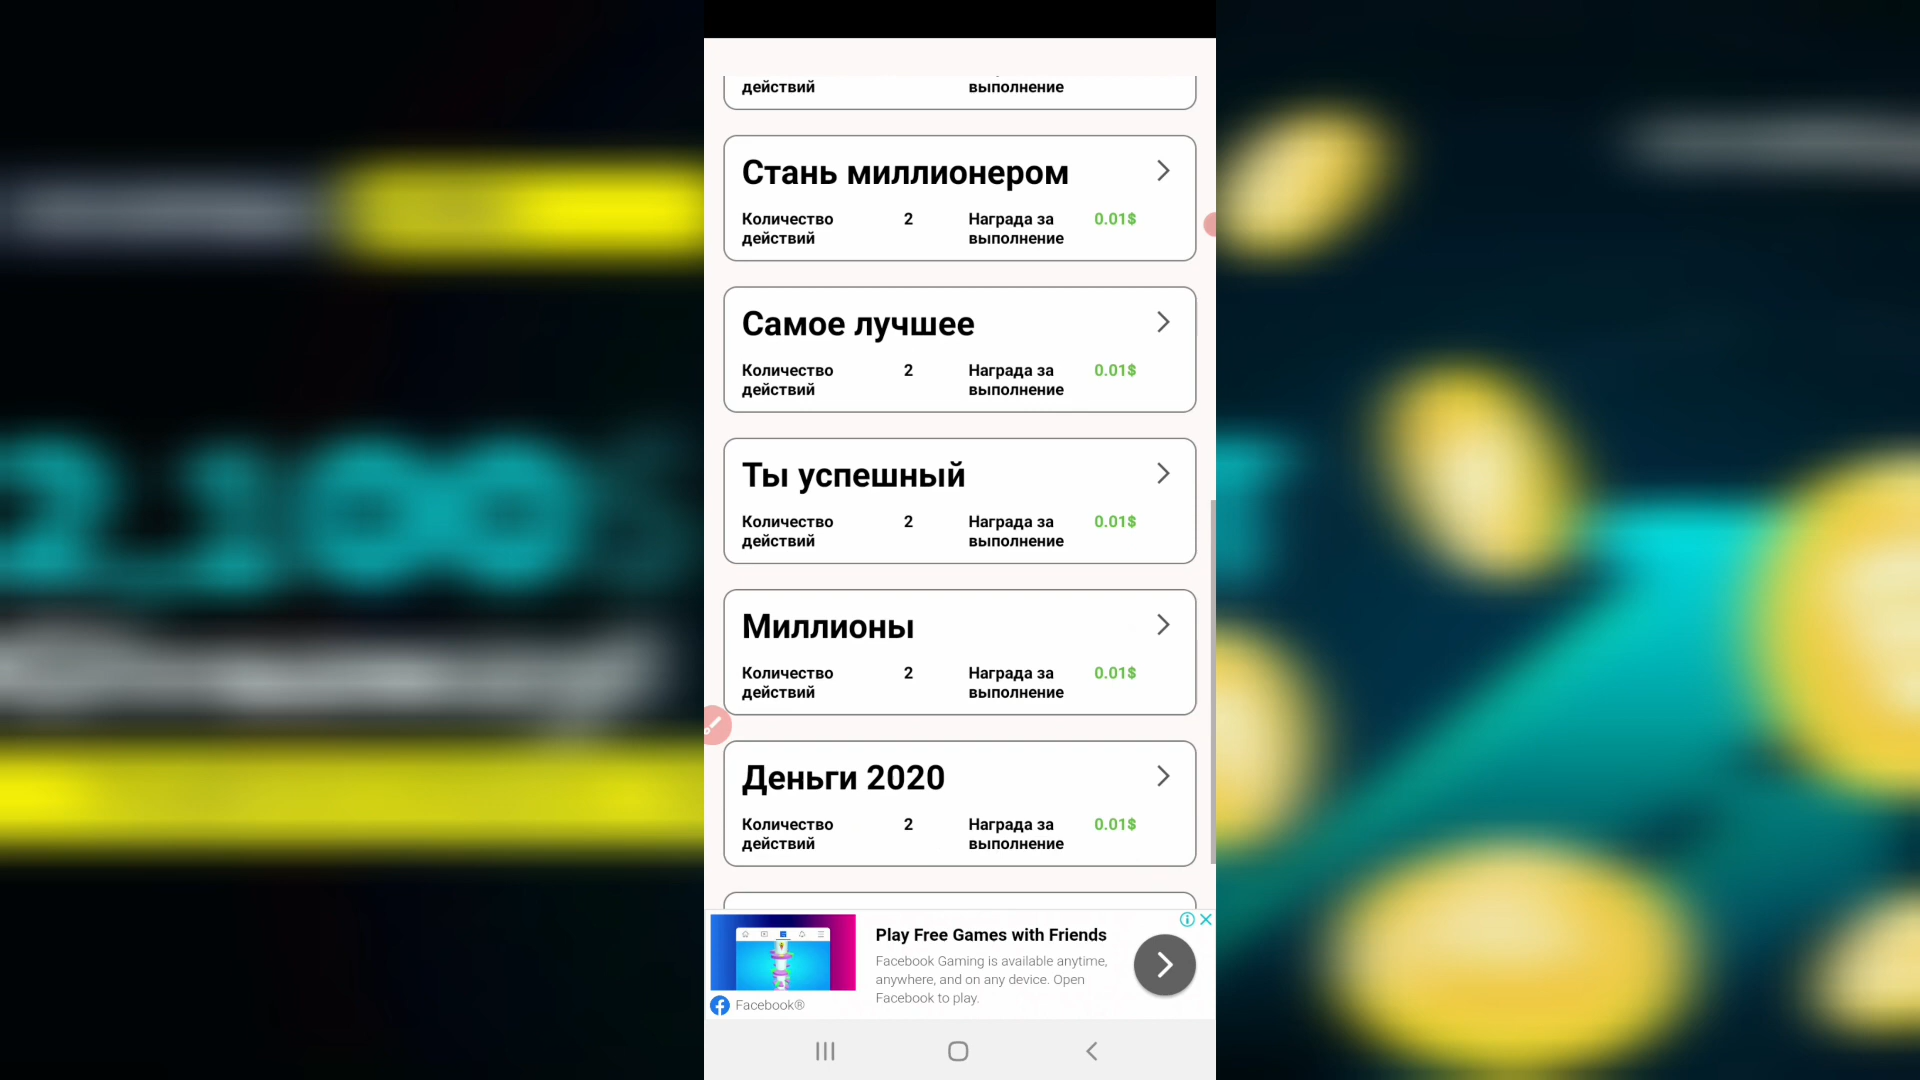 действий
выполнение
Стань миллионером
Количество 2 Награда за 0.01$
действий выполнение
Самое лучшее
Количество 2 Награда за 0.01$
действий выполнение
Ты успешный
Количество 2 Награда за 0.01$
действий выполнение
Миллионы
Количество 2 Награда за 0.01$
действий выполнение
Деньги 2020
Количество 2 Награда за 0.01$
действий выполнение
Play Free Games with Friends
Facebook Gaming is available anytime,
anywhere, and on any device. Open
Facebook to play.
Facebook®